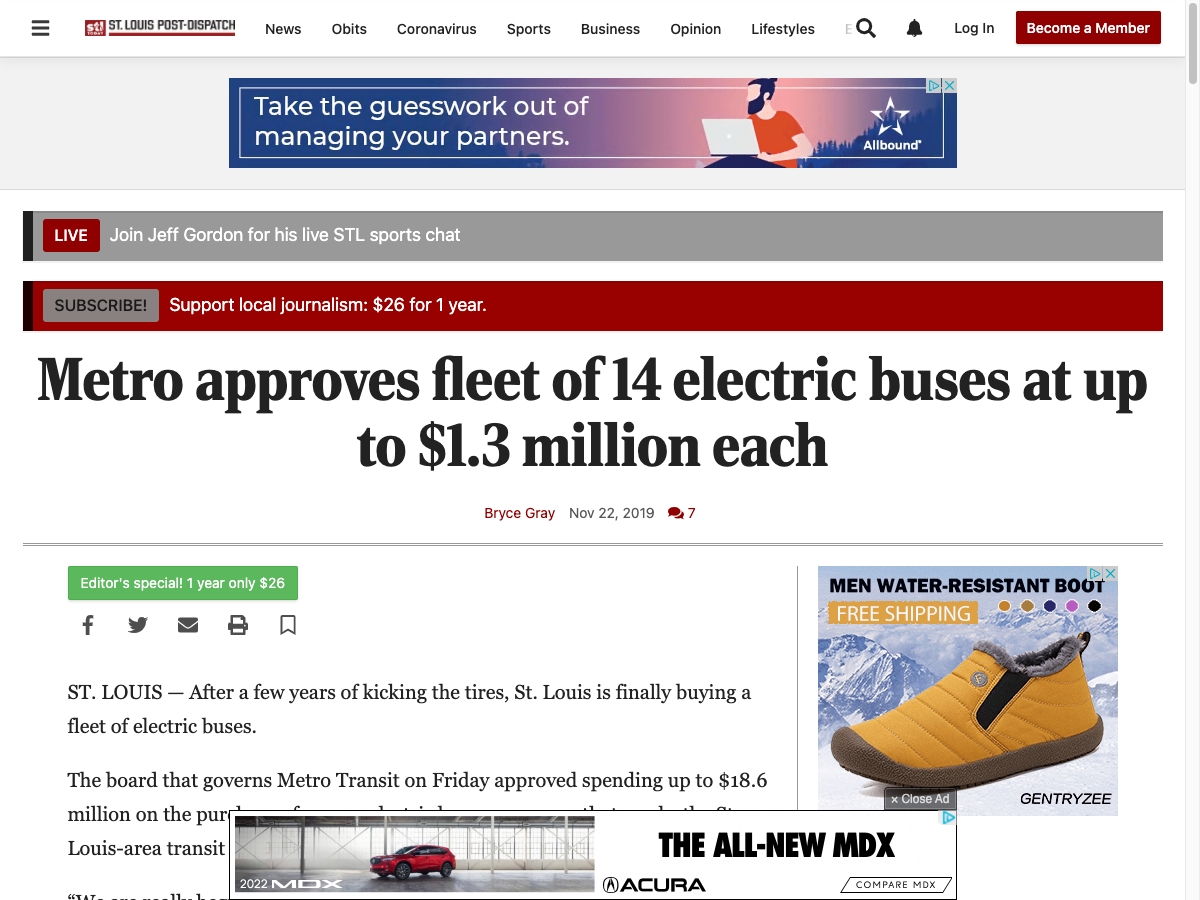 stl TODAY ST. LOUIS POST-DISPATCH
News Obits Coronavirus Sports Business Opinion Lifestyles E Log In Become a Member
Take the guesswork out of
managing your partners.
Allbound
LIVE Join Jeff Gordon for his live STL sports chat
SUBSCRIBE! Support local journalism: $26 for 1 year.
Metro approves fleet of 14 electric buses at up
to $1.3 million each
Bryce Gray Nov 22, 2019 7
Editor's special! 1 year only $26
MEN WATER-RESISTANT BOOT
FREE SHIPPING
GENTRYZEE
ST. LOUIS — After a few years of kicking the tires, St. Louis is finally buying a
fleet of electric buses.
The board that governs Metro Transit on Friday approved spending up to $18.6
million on the
Louis-area transit
“We are really
× Close Ad
2022 MDX
THE ALL-NEW MDX
ACURA
COMPARE MDX